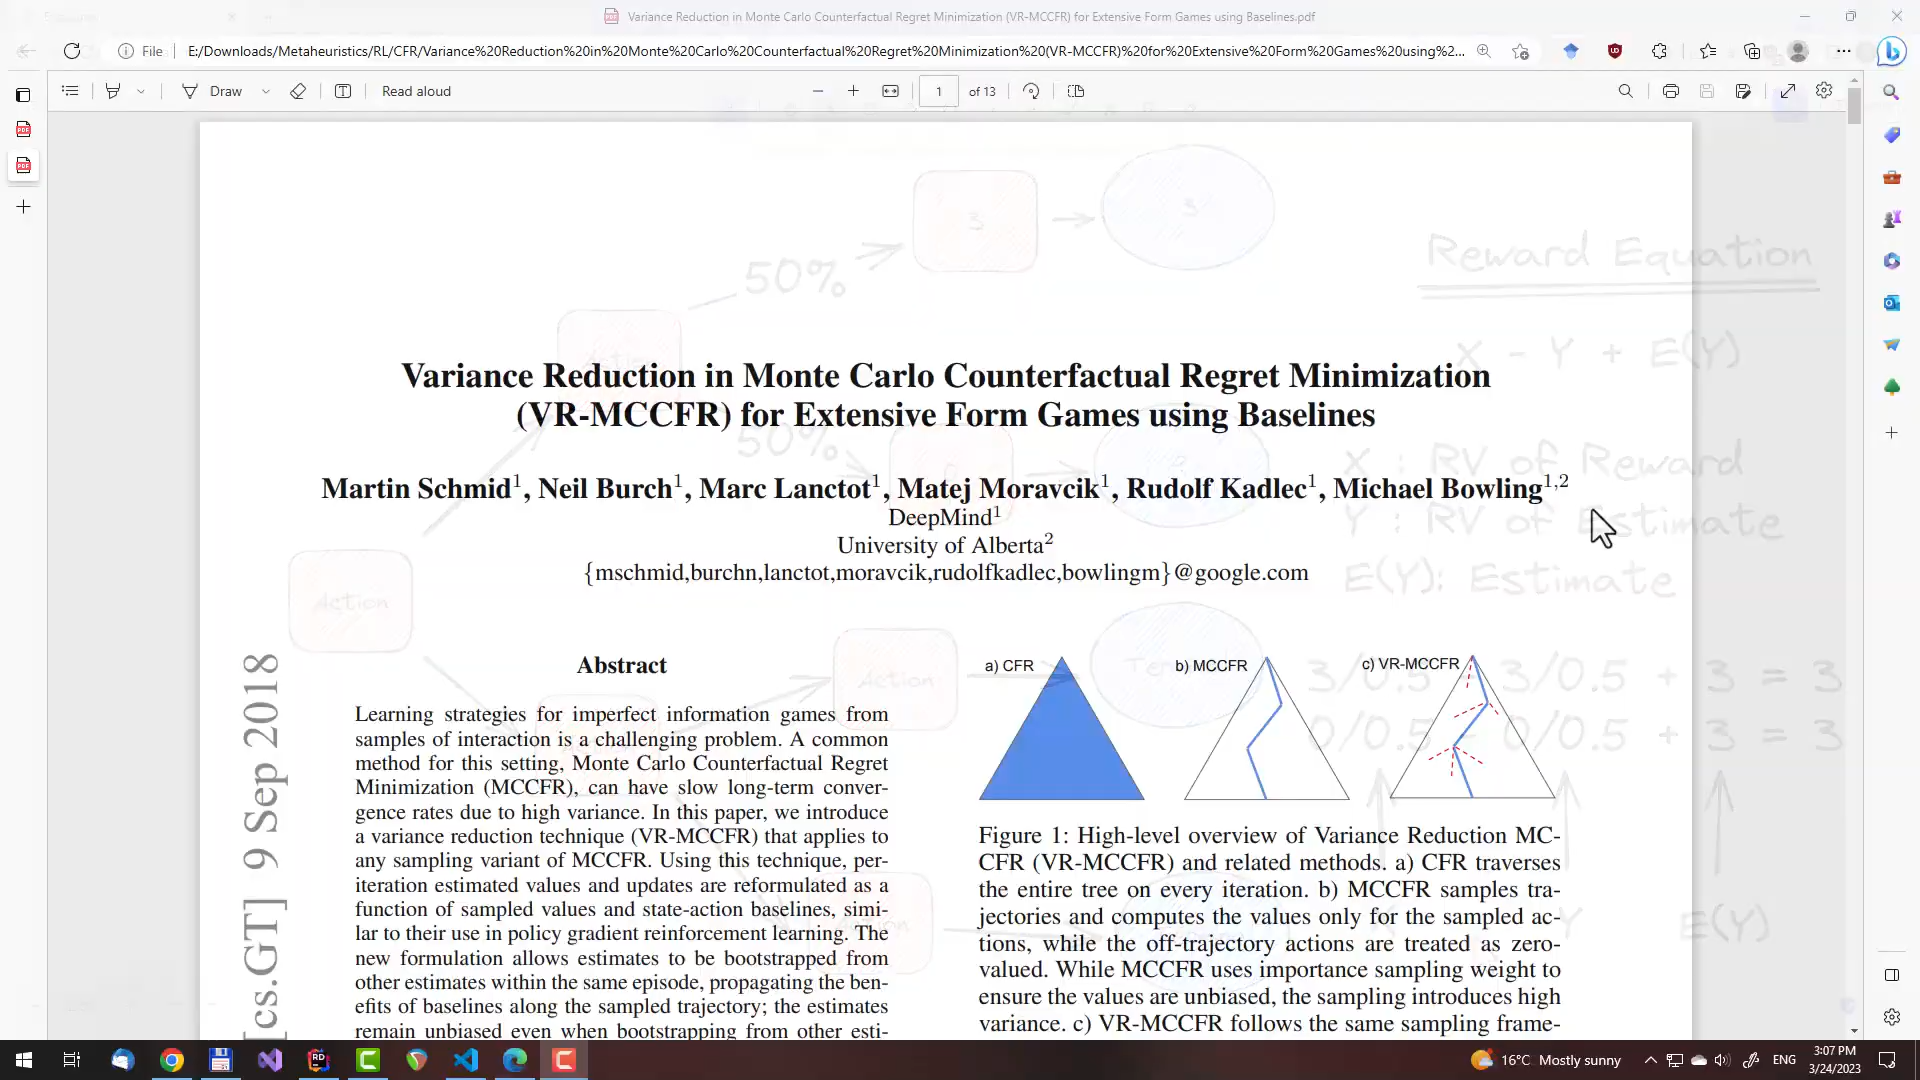 Variance Reduction in Monte Carlo Counterfactual Regret Minimization (VR-MCCFR) for Extensive Form Games using Baselines.pdf
File
E:/Downloads/Metaheuristics/RL/CFR/Variance%20Reduction%20in%20Monte%20Carlo%20Counterfactual%20Regret%20Minimization%20(VR-MCCFR)%20for%20Extensive%20Form%20Games%20using%2...
Draw
Read aloud
1
of 13
Variance Reduction in Monte Carlo Counterfactual Regret Minimization
(VR-MCCFR) for Extensive Form Games using Baselines
Martin Schmid1, Neil Burch1, Marc Lanctot1, Matej Moravcik1, Rudolf Kadlec1, Michael Bowling1,2
DeepMind1
University of Alberta2
{mschmid,burchn,lanctot,moravcik,rudolfkadlec,bowlingm}@google.com
[cs.GT] 9 Sep 2018
Abstract
Learning strategies for imperfect information games from
samples of interaction is a challenging problem. A common
method for this setting, Monte Carlo Counterfactual Regret
Minimization (MCCFR), can have slow long-term conver-
gence rates due to high variance. In this paper, we introduce
a variance reduction technique (VR-MCCFR) that applies to
any sampling variant of MCCFR. Using this technique, per-
iteration estimated values and updates are reformulated as a
function of sampled values and state-action baselines, simi-
lar to their use in policy gradient reinforcement learning. The
new formulation allows estimates to be bootstrapped from
other estimates within the same episode, propagating the ben-
efits of baselines along the sampled trajectory; the estimates
remain unbiased even when bootstrapping from other esti-
a) CFR
b) MCCFR
c) VR-MCCFR
Figure 1: High-level overview of Variance Reduction MC-
CFR (VR-MCCFR) and related methods. a) CFR traverses
the entire tree on every iteration. b) MCCFR samples tra-
jectories and computes the values only for the sampled ac-
tions, while the off-trajectory actions are treated as zero-
valued. While MCCFR uses importance sampling weight to
ensure the values are unbiased, the sampling introduces high
variance. c) VR-MCCFR follows the same sampling frame-
50%
3
3
50%
0
Action
Action
Action
Action
Reward Equation
X - Y + E(Y)
X : RV of Reward
Y : RV of Estimate
E(Y): Estimate
3/0.5 - 3/0.5 + 3 = 3
0/0.5 - 0/0.5 + 3 = 3
Y
E(Y)
16°C Mostly sunny
ENG
3:07 PM
3/24/2023